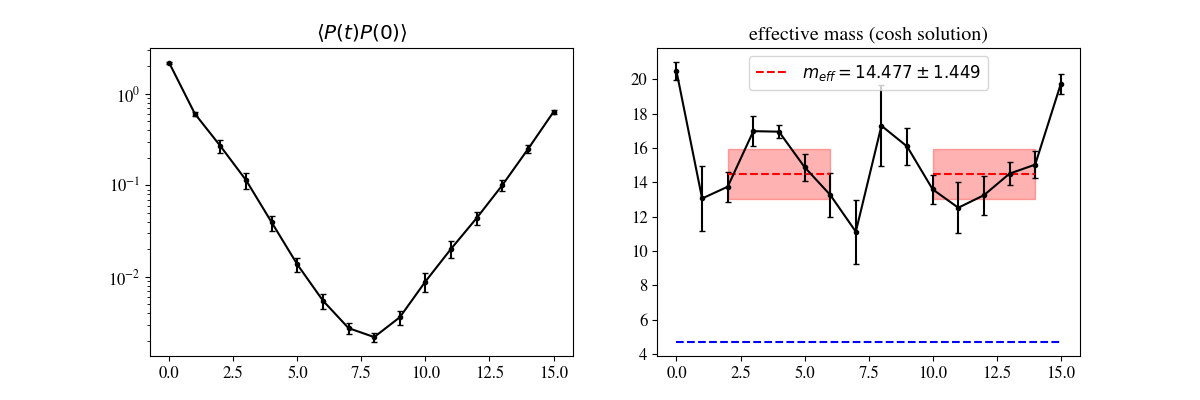 ⟨P(t)P(0)⟩
10⁰
10⁻¹
10⁻²
0.0 2.5 5.0 7.5 10.0 12.5 15.0
effective mass (cosh solution)
m_eff = 14.477 ± 1.449
20
18
16
14
12
10
8
6
4
0.0 2.5 5.0 7.5 10.0 12.5 15.0